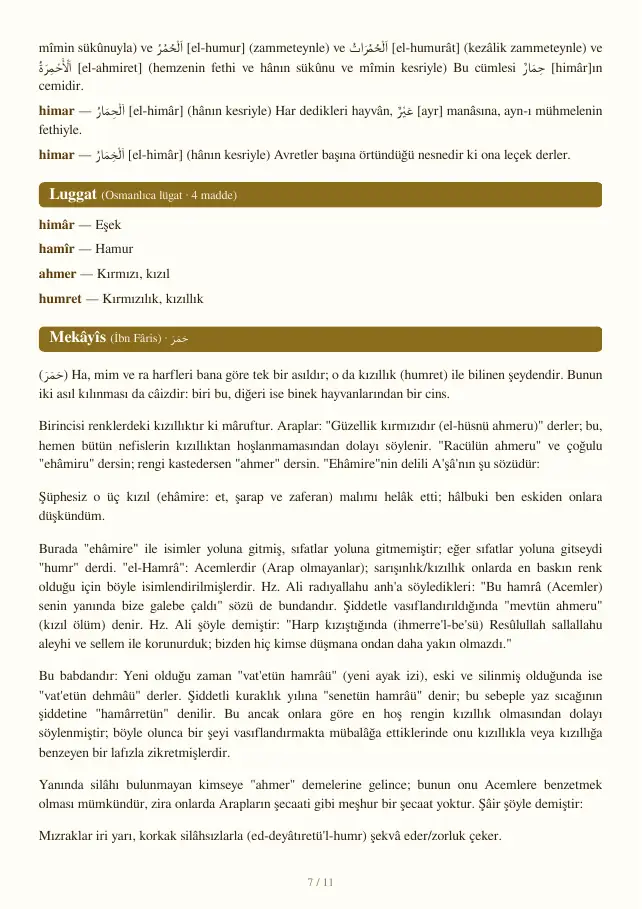 mîmin sükûnuyla) ve اَلْحُمُرُ [el-humur] (zammeteynle) ve اَلْحُمُرَاتُ [el-humurât] (kezâlik zammeteynle) ve
اَلْأَحْمِرَةُ [el-ahmiret] (hemzenin fethi ve hânın sükûnu ve mîmin kesriyle) Bu cümlesi حِمَارٌ [himâr]ın
cemidir.
himar — اَلْحِمَارُ [el-himâr] (hânın kesriyle) Har dedikleri hayvân, عَيْرٌ [ayr] manâsına, ayn-ı mühmelenin
fethiyle.
himar — اَلْخِمَارُ [el-himâr] (hânın kesriyle) Avretler başına örtündüğü nesnedir ki ona leçek derler.
Luggat (Osmanlıca lügat · 4 madde)
himâr — Eşek
hamîr — Hamur
ahmer — Kırmızı, kızıl
humret — Kırmızılık, kızıllık
Mekâyîs (İbn Fâris) · حَمَرَ
(حَمَرَ) Ha, mim ve ra harfleri bana göre tek bir asıldır; o da kızıllık (humret) ile bilinen şeydendir. Bunun
iki asıl kılınması da câizdir: biri bu, diğeri ise binek hayvanlarından bir cins.
Birincisi renklerdeki kızıllıktır ki mâruftur. Araplar: "Güzellik kırmızıdır (el-hüsnü ahmeru)" derler; bu,
hemen bütün nefislerin kızıllıktan hoşlanmamasından dolayı söylenir. "Racülün ahmeru" ve çoğulu
"ehâmiru" dersin; rengi kastedersen "ahmer" dersin. "Ehâmire"nin delili A'şâ'nın şu sözüdür:
Şüphesiz o üç kızıl (ehâmire: et, şarap ve zaferan) malımı helâk etti; hâlbuki ben eskiden onlara
düşkündüm.
Burada "ehâmire" ile isimler yoluna gitmiş, sıfatlar yoluna gitmemiştir; eğer sıfatlar yoluna gitseydi
"humr" derdi. "el-Hamrâ": Acemlerdir (Arap olmayanlar); sarışınlık/kızıllık onlarda en baskın renk
olduğu için böyle isimlendirilmişlerdir. Hz. Ali radıyallahu anh'a söyledikleri: "Bu hamrâ (Acemler)
senin yanında bize galebe çaldı" sözü de bundandır. Şiddetle vasıflandırıldığında "mevtün ahmeru"
(kızıl ölüm) denir. Hz. Ali şöyle demiştir: "Harp kızıştığında (ihmerre'l-be'sü) Resûlullah sallallahu
aleyhi ve sellem ile korunurduk; bizden hiç kimse düşmana ondan daha yakın olmazdı."
Bu babdandır: Yeni olduğu zaman "vat'etün hamrâü" (yeni ayak izi), eski ve silinmiş olduğunda ise
"vat'etün dehmâü" derler. Şiddetli kuraklık yılına "senetün hamrâü" denir; bu sebeple yaz sıcağının
şiddetine "hamârretün" denilir. Bu ancak onlara göre en hoş rengin kızıllık olmasından dolayı
söylenmiştir; böyle olunca bir şeyi vasıflandırmakta mübalâğa ettiklerinde onu kızıllıkla veya kızıllığa
benzeyen bir lafızla zikretmişlerdir.
Yanında silâhı bulunmayan kimseye "ahmer" demelerine gelince; bunun onu Acemlere benzetmek
olması mümkündür, zira onlarda Arapların şecaati gibi meşhur bir şecaat yoktur. Şâir şöyle demiştir:
Mızraklar iri yarı, korkak silâhsızlarla (ed-deyâtıretü'l-humr) şekvâ eder/zorluk çeker.
7 / 11